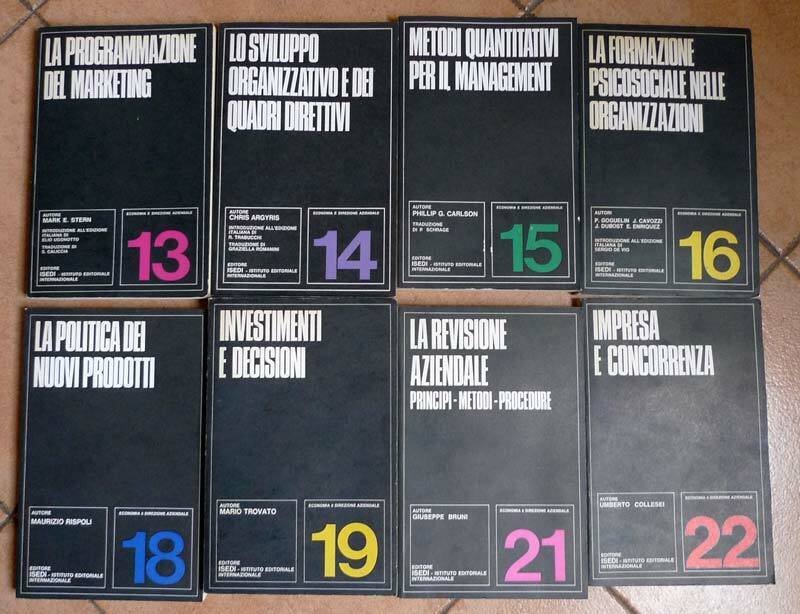 LA PROGRAMMAZIONE
DEL MARKETING
AUTORE
MARK E. STERN
INTRODUZIONE ALL'EDIZIONE
ITALIANA DI
ELIO UGONOTTO
TRADUZIONE DI
S. CALICCIA
EDITORE
ISEDI - ISTITUTO EDITORIALE
INTERNAZIONALE
ECONOMIA E DIREZIONE AZIENDALE
13
LO SVILUPPO
ORGANIZZATIVO E DEI
QUADRI DIRETTIVI
AUTORE
CHRIS ARGYRIS
INTRODUZIONE ALL'EDIZIONE
ITALIANA DI
R. TRABUCCHI
TRADUZIONE DI
GRAZIELLA ROMANINI
EDITORE
ISEDI - ISTITUTO EDITORIALE
INTERNAZIONALE
ECONOMIA E DIREZIONE AZIENDALE
14
METODI QUANTITATIVI
PER IL MANAGEMENT
AUTORE
PHILLIP G. CARLSON
TRADUZIONE
DI P. SCHRAGE
EDITORE
ISEDI - ISTITUTO EDITORIALE
INTERNAZIONALE
ECONOMIA E DIREZIONE AZIENDALE
15
LA FORMAZIONE
PSICOSOCIALE NELLE
ORGANIZZAZIONI
AUTORI
P. GOGUELIN J. CAVOZZI
J. DUBOST E. ENRIQUEZ
INTRODUZIONE ALL'EDIZIONE
ITALIANA DI
SERGIO DE VIO
EDITORE
ISEDI - ISTITUTO EDITORIALE
INTERNAZIONALE
ECONOMIA E DIREZIONE AZIENDALE
16
LA POLITICA DEI
NUOVI PRODOTTI
AUTORE
MAURIZIO RISPOLI
EDITORE
ISEDI - ISTITUTO EDITORIALE
INTERNAZIONALE
ECONOMIA E DIREZIONE AZIENDALE
18
INVESTIMENTI
E DECISIONI
AUTORE
MARIO TROVATO
EDITORE
ISEDI - ISTITUTO EDITORIALE
INTERNAZIONALE
ECONOMIA E DIREZIONE AZIENDALE
19
LA REVISIONE
AZIENDALE
PRINCIPI - METODI - PROCEDURE
AUTORE
GIUSEPPE BRUNI
EDITORE
ISEDI - ISTITUTO EDITORIALE
INTERNAZIONALE
ECONOMIA E DIREZIONE AZIENDALE
21
IMPRESA
E CONCORRENZA
AUTORE
UMBERTO COLLESEI
EDITORE
ISEDI - ISTITUTO EDITORIALE
INTERNAZIONALE
ECONOMIA E DIREZIONE AZIENDALE
22